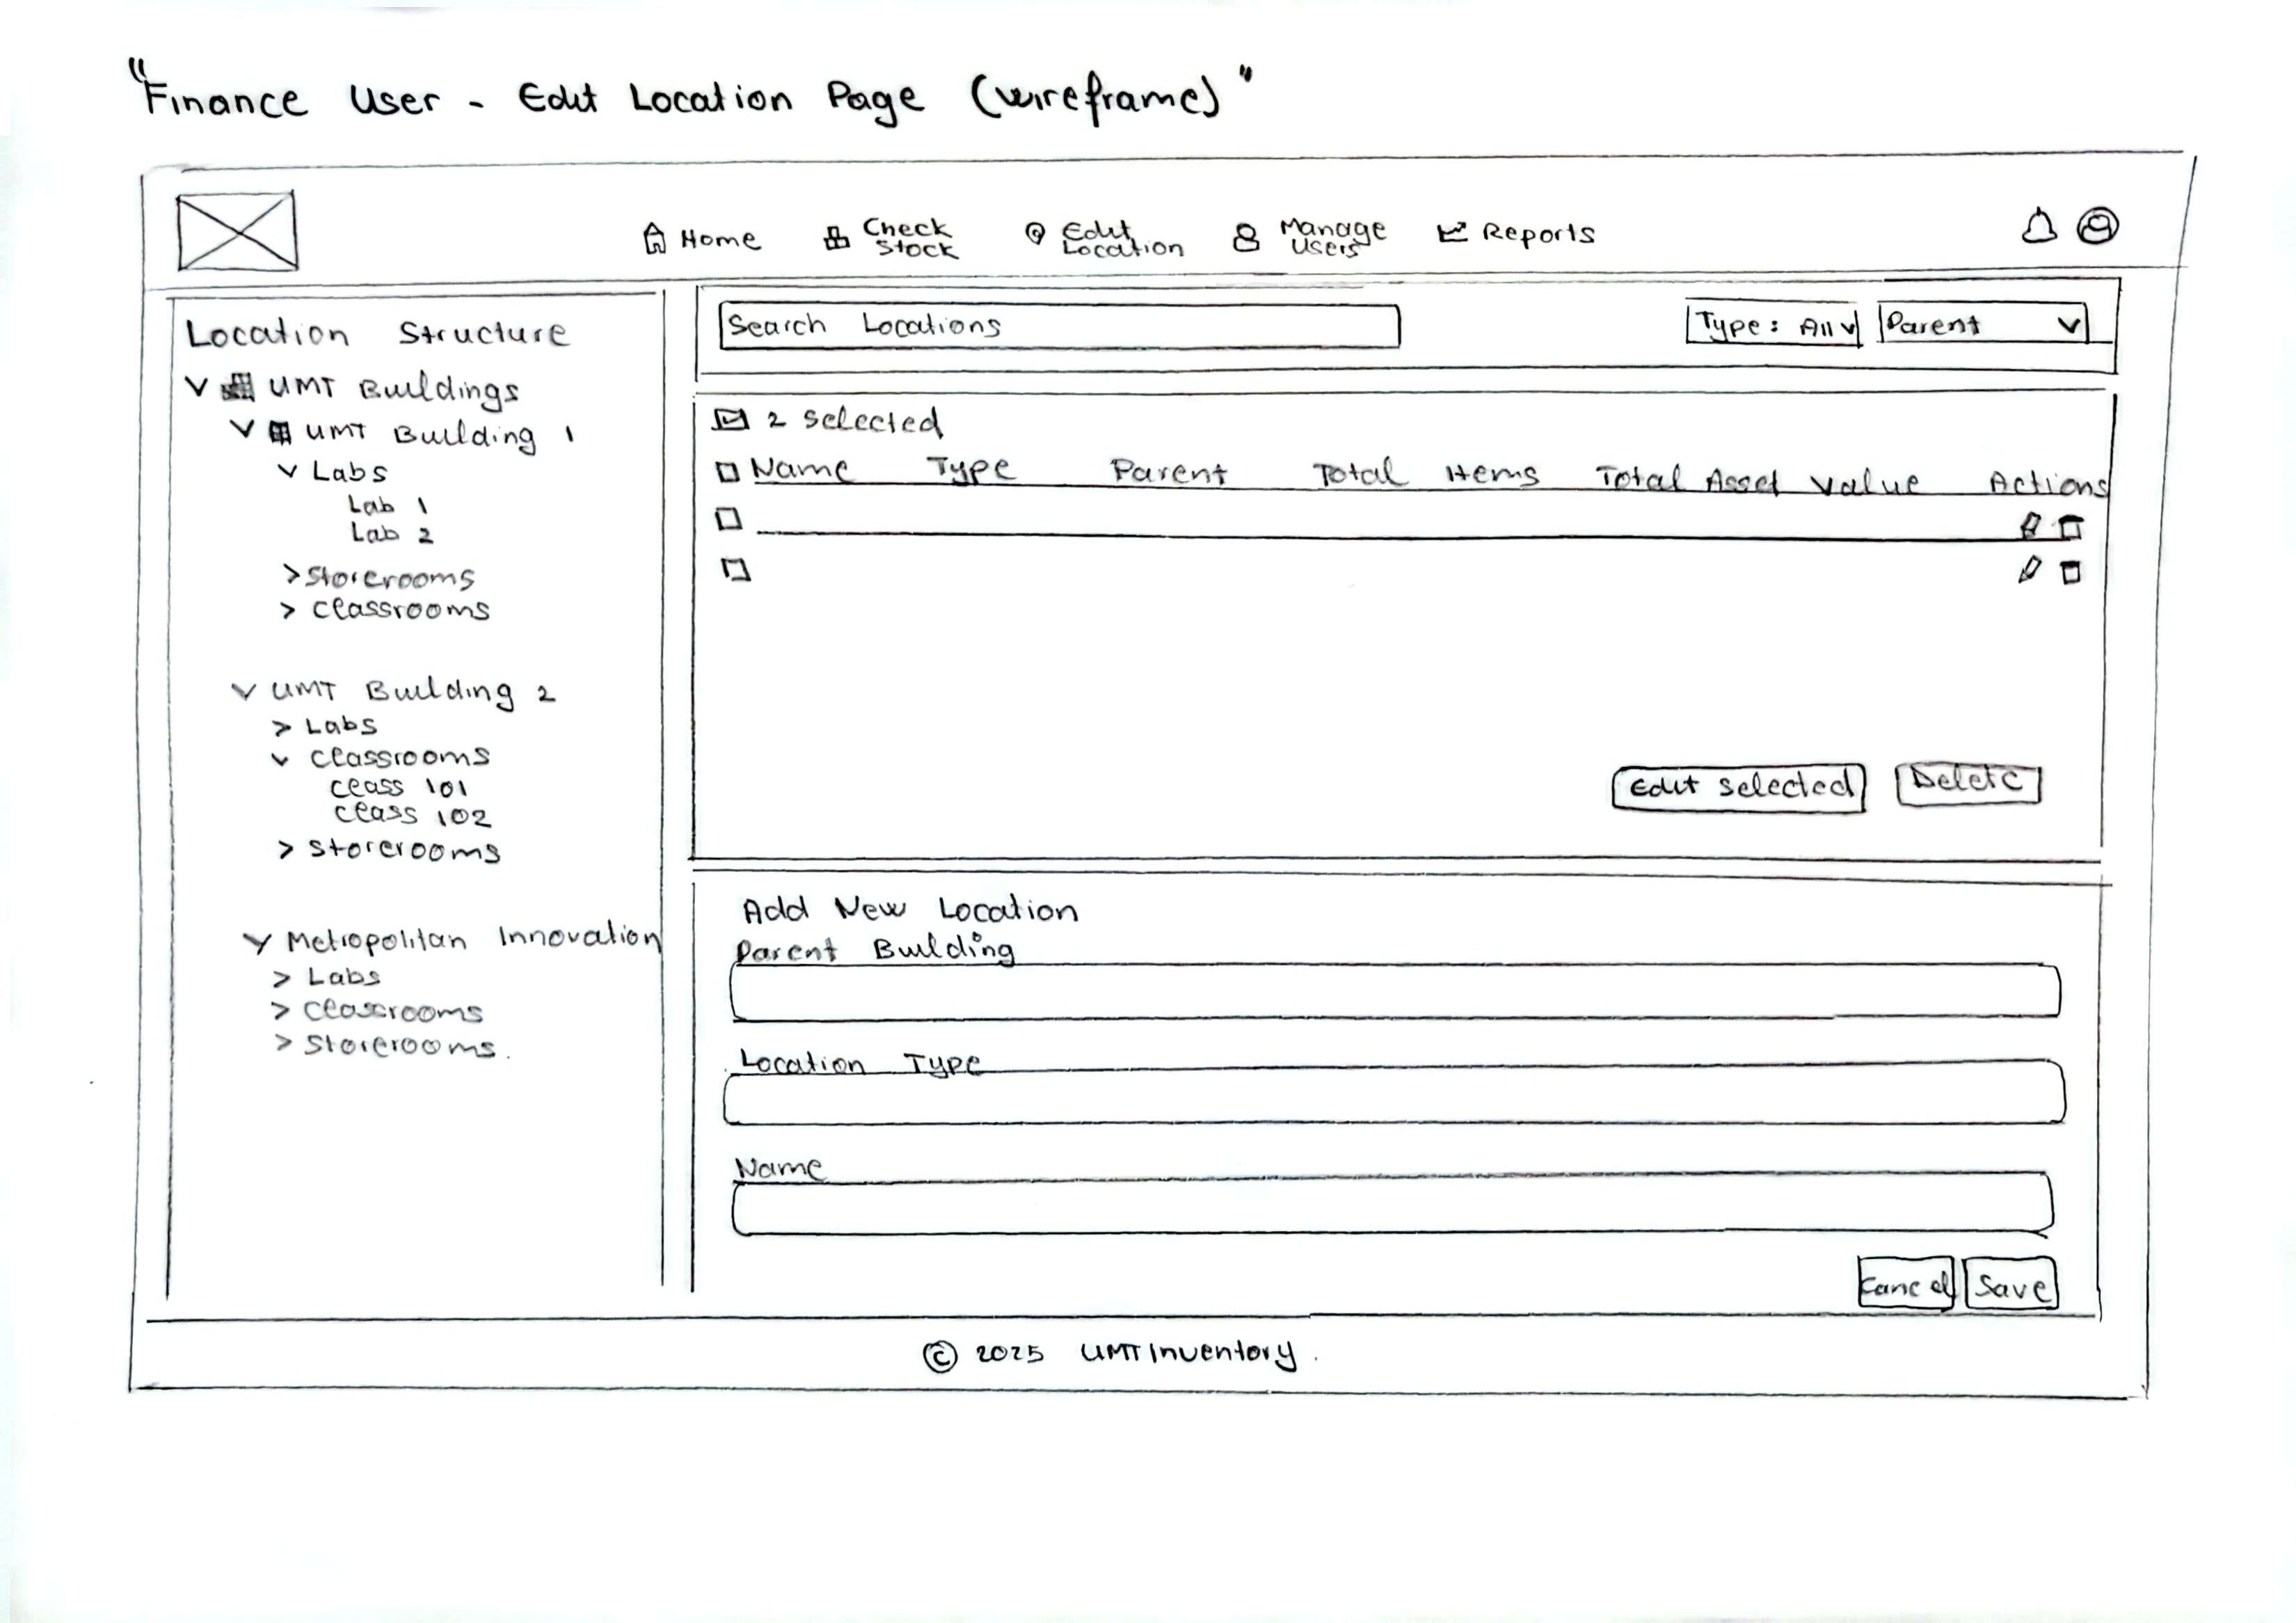 "Finance User - Edit Location Page (wireframe)"
Home
Check Stock
Edit Location
Manage Users
Reports
Location Structure
UMT Buildings
UMT Building 1
Labs
Lab 1
Lab 2
> Storerooms
> Classrooms
UMT Building 2
> Labs
Classrooms
Class 101
Class 102
> Storerooms
Metropolitan Innovation
> Labs
> Classrooms
> Storerooms.
Search Locations
Type: All
Parent
2 Selected
Name Type Parent Total Items Total Asset Value Actions
Edit Selected
Delete
Add New Location
Parent Building
Location Type
Name
Cancel
Save
© 2025 UMT Inventory.